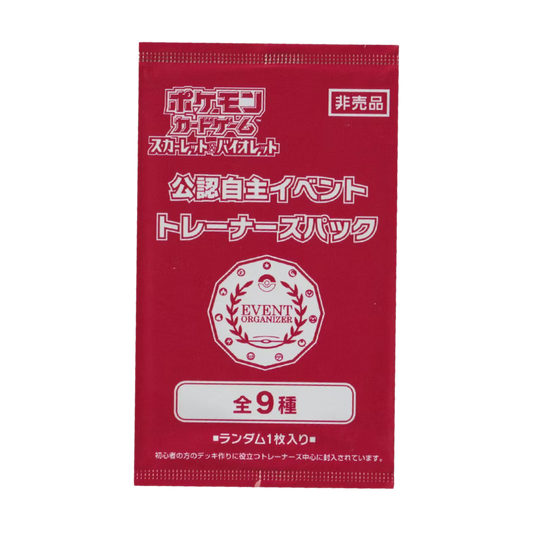 ポケモン
カードゲーム
スカーレット&バイオレット
非売品
公認自主イベント
トレーナーズパック
EVENT
ORGANIZER
全9種
■ランダム1枚入り■
初心者の方のデッキ作りに役立つトレーナーズ中心に封入されています。